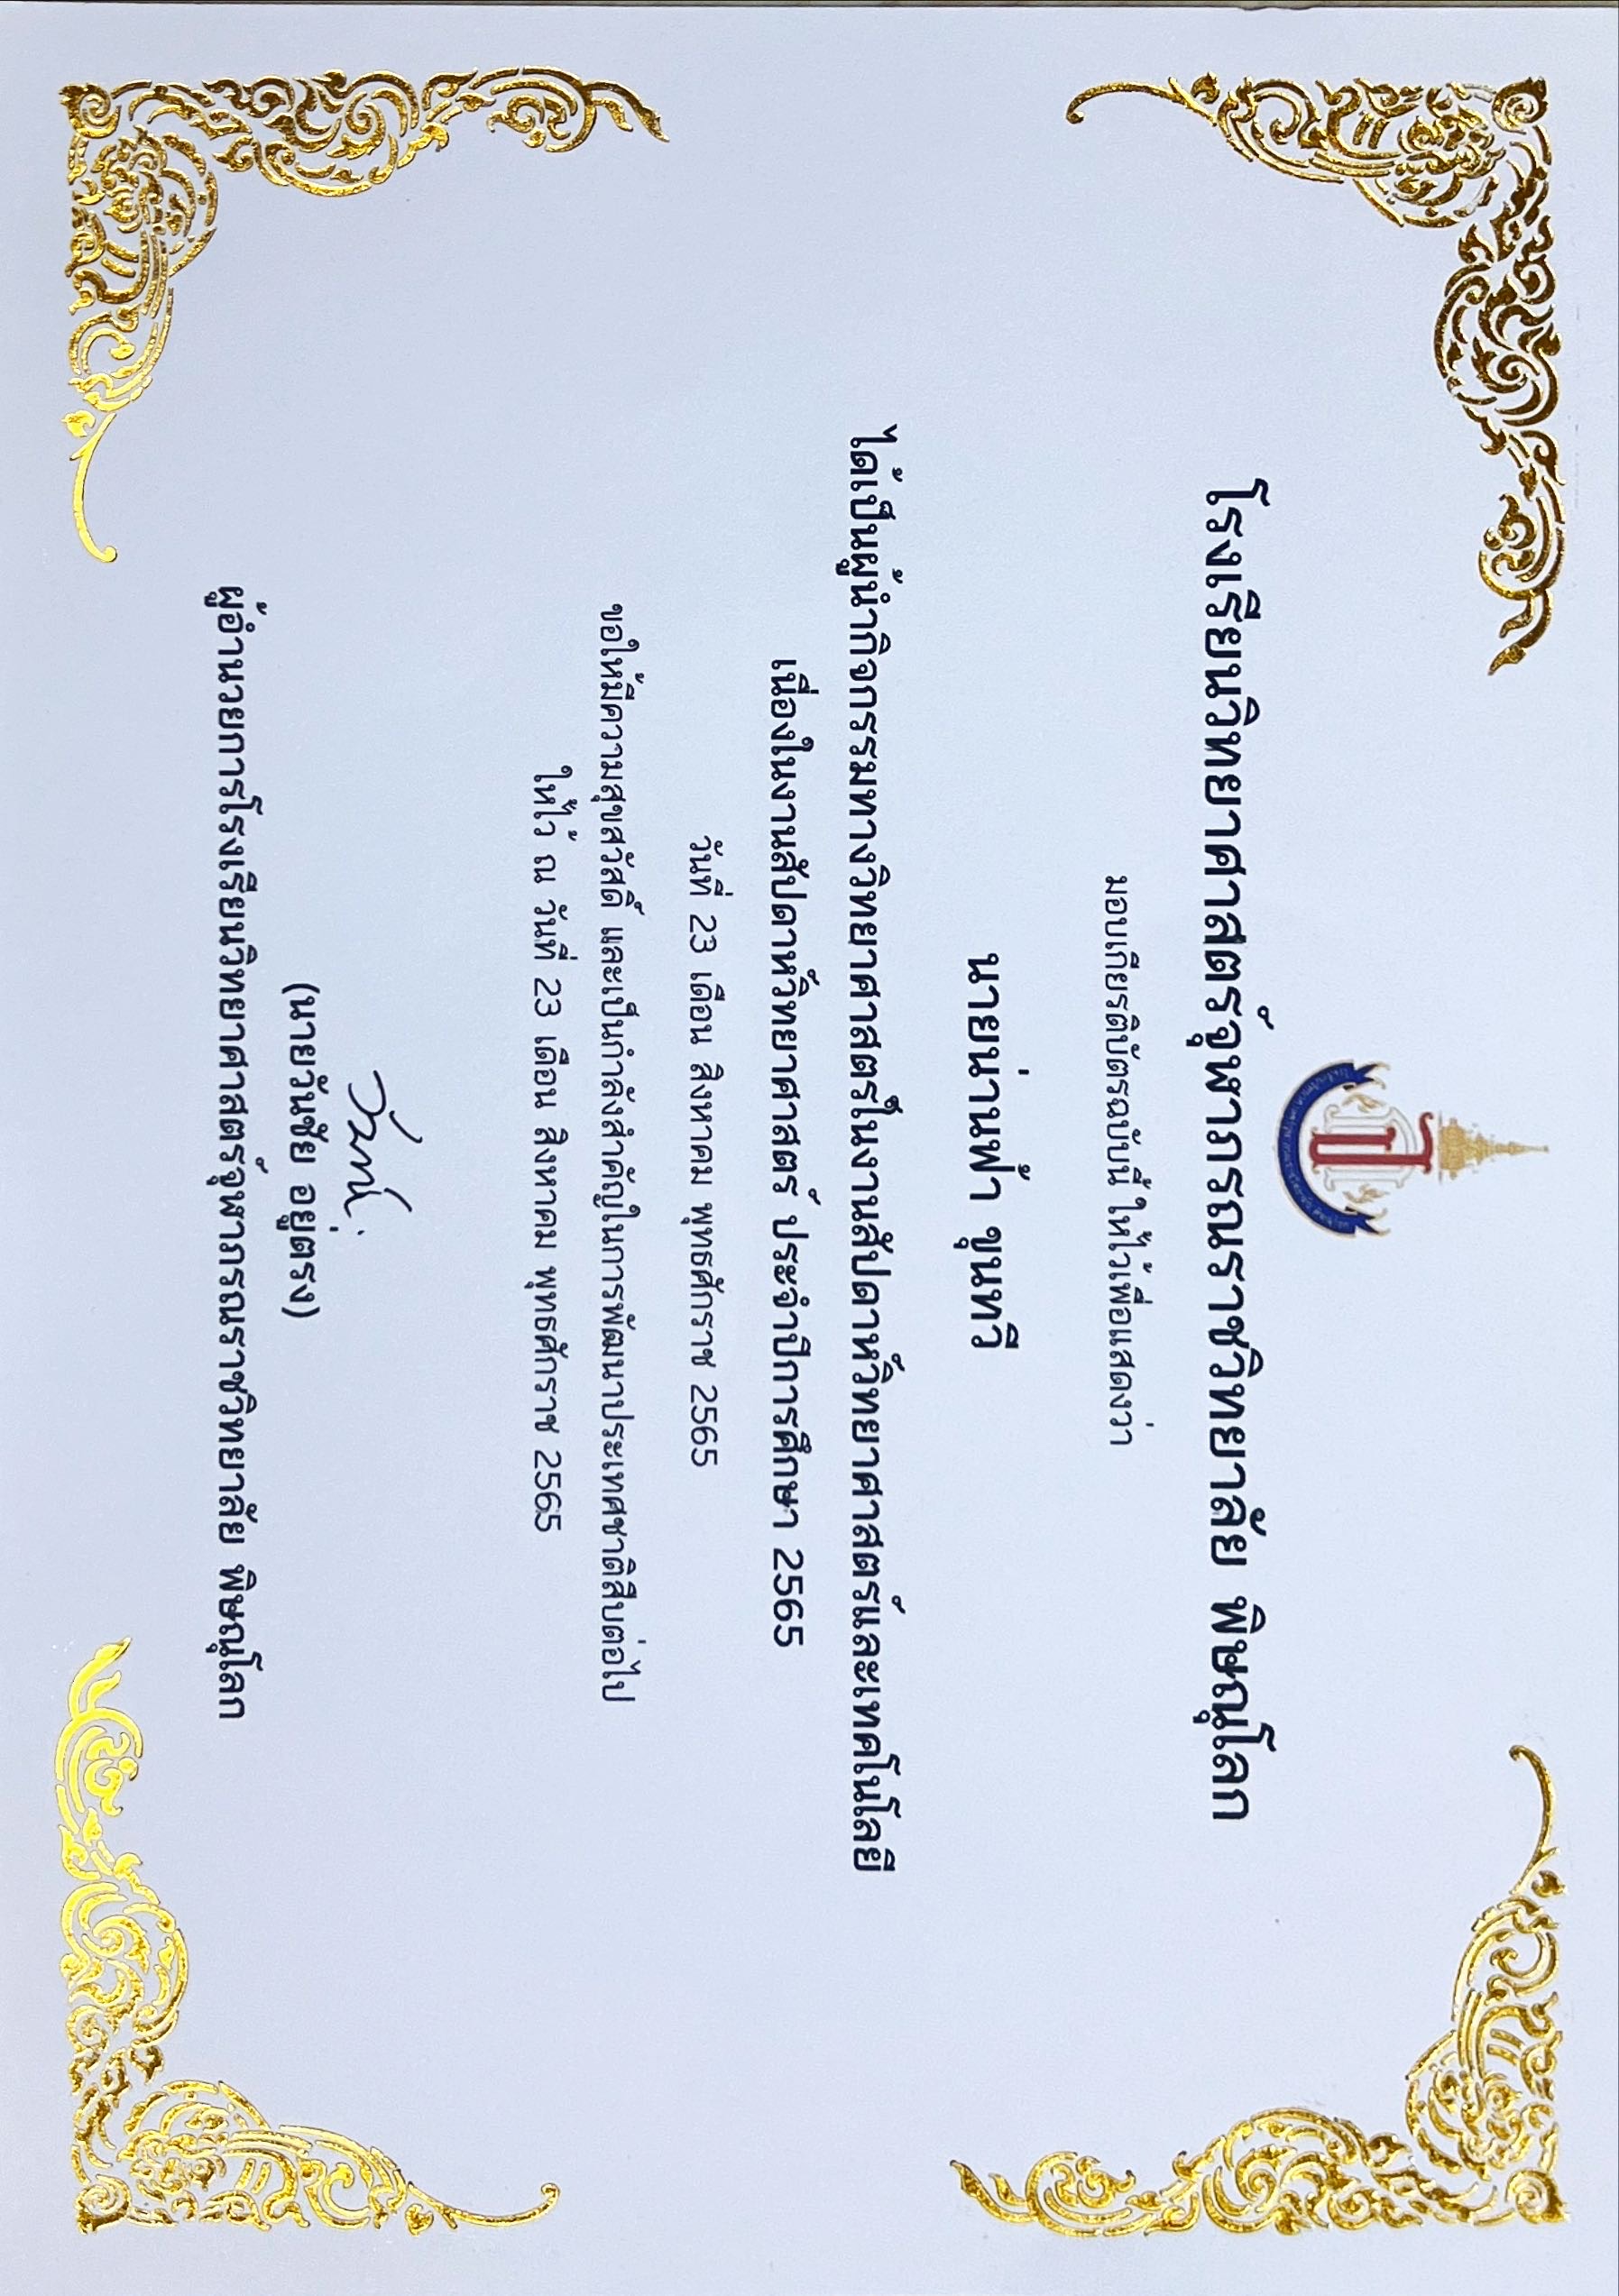 โรงเรียนวิทยาศาสตร์จุฬาภรณราชวิทยาลัย พิษณุโลก
มอบเกียรติบัตรฉบับนี้ ให้ไว้เพื่อแสดงว่า
นายน่านฟ้า ขุนทวี
ได้เป็นผู้นำกิจกรรมทางวิทยาศาสตร์ในงานสัปดาห์วิทยาศาสตร์และเทคโนโลยี
เนื่องในงานสัปดาห์วิทยาศาสตร์ ประจำปีการศึกษา 2565
วันที่ 23 เดือน สิงหาคม พุทธศักราช 2565
ขอให้มีความสุขสวัสดิ์ และเป็นกำลังสำคัญในการพัฒนาประเทศชาติสืบต่อไป
ให้ไว้ ณ วันที่ 23 เดือน สิงหาคม พุทธศักราช 2565
(นายวันชัย อยู่ตรง)
ผู้อำนวยการโรงเรียนวิทยาศาสตร์จุฬาภรณราชวิทยาลัย พิษณุโลก